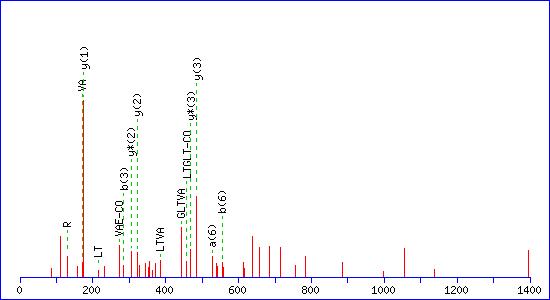 R
VA - y(1)
LT
VAE-CO
b(3)
y*(2)
y(2)
LTVA
GLTVA
LTGLT-CO
y*(3)
y(3)
a(6)
b(6)
0
200
400
600
800
1000
1200
1400